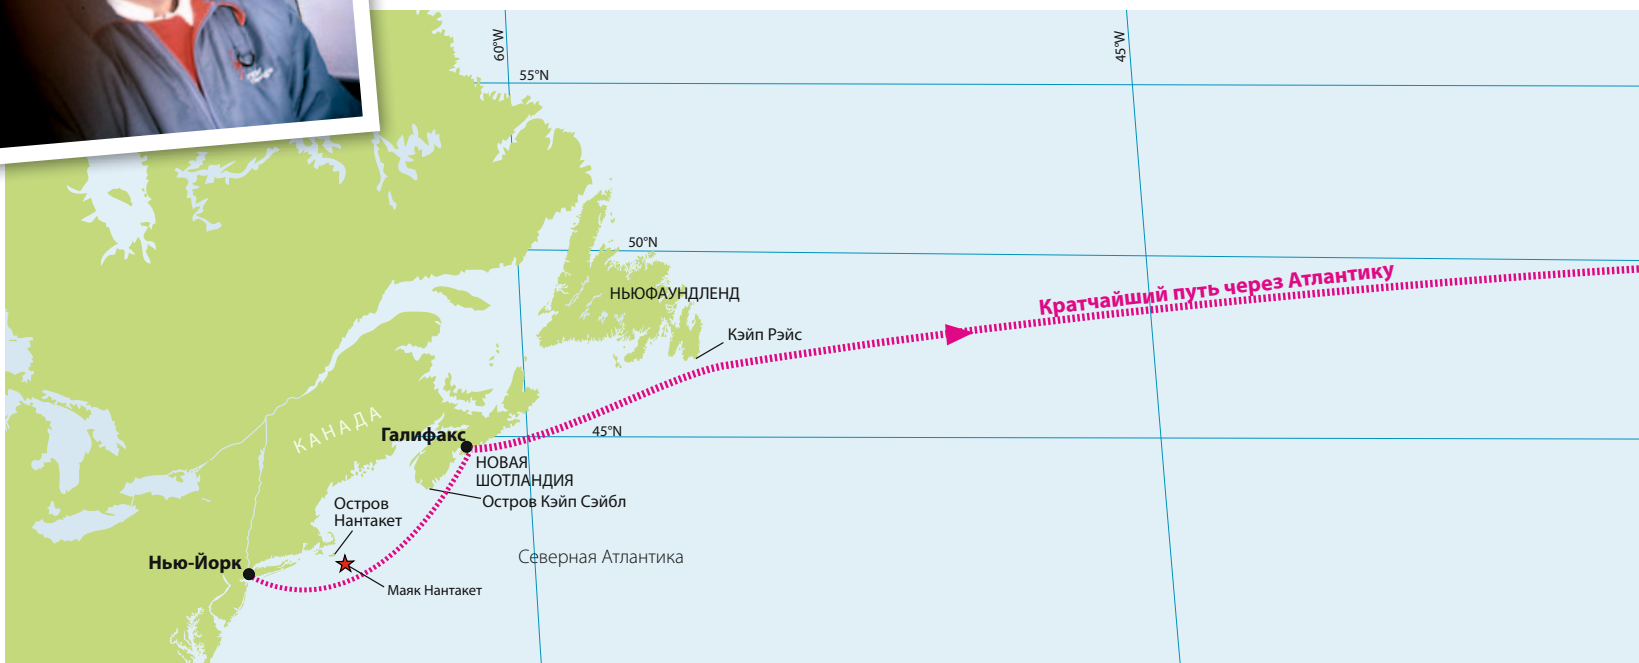 60°W
45°W
55°N
50°N
НЬЮФАУНДЛЕНД
Кратчайший путь через Атлантику
Кэйп Рэйс
КАНАДА
Галифакс
45°N
НОВАЯ
ШОТЛАНДИЯ
Остров Кэйп Сэйбл
Остров
Нантакет
Северная Атлантика
Нью-Йорк
Маяк Нантакет